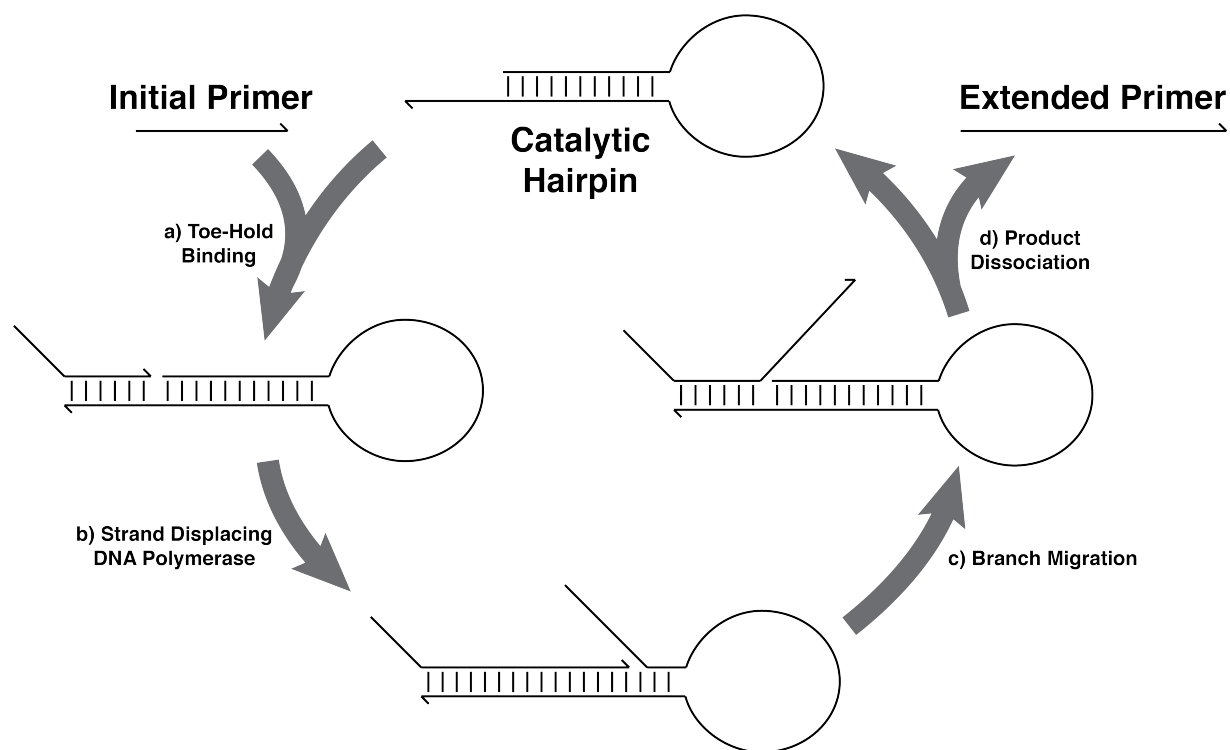 Initial Primer
Catalytic
Hairpin
Extended Primer
a) Toe-Hold
Binding
d) Product
Dissociation
b) Strand Displacing
DNA Polymerase
c) Branch Migration